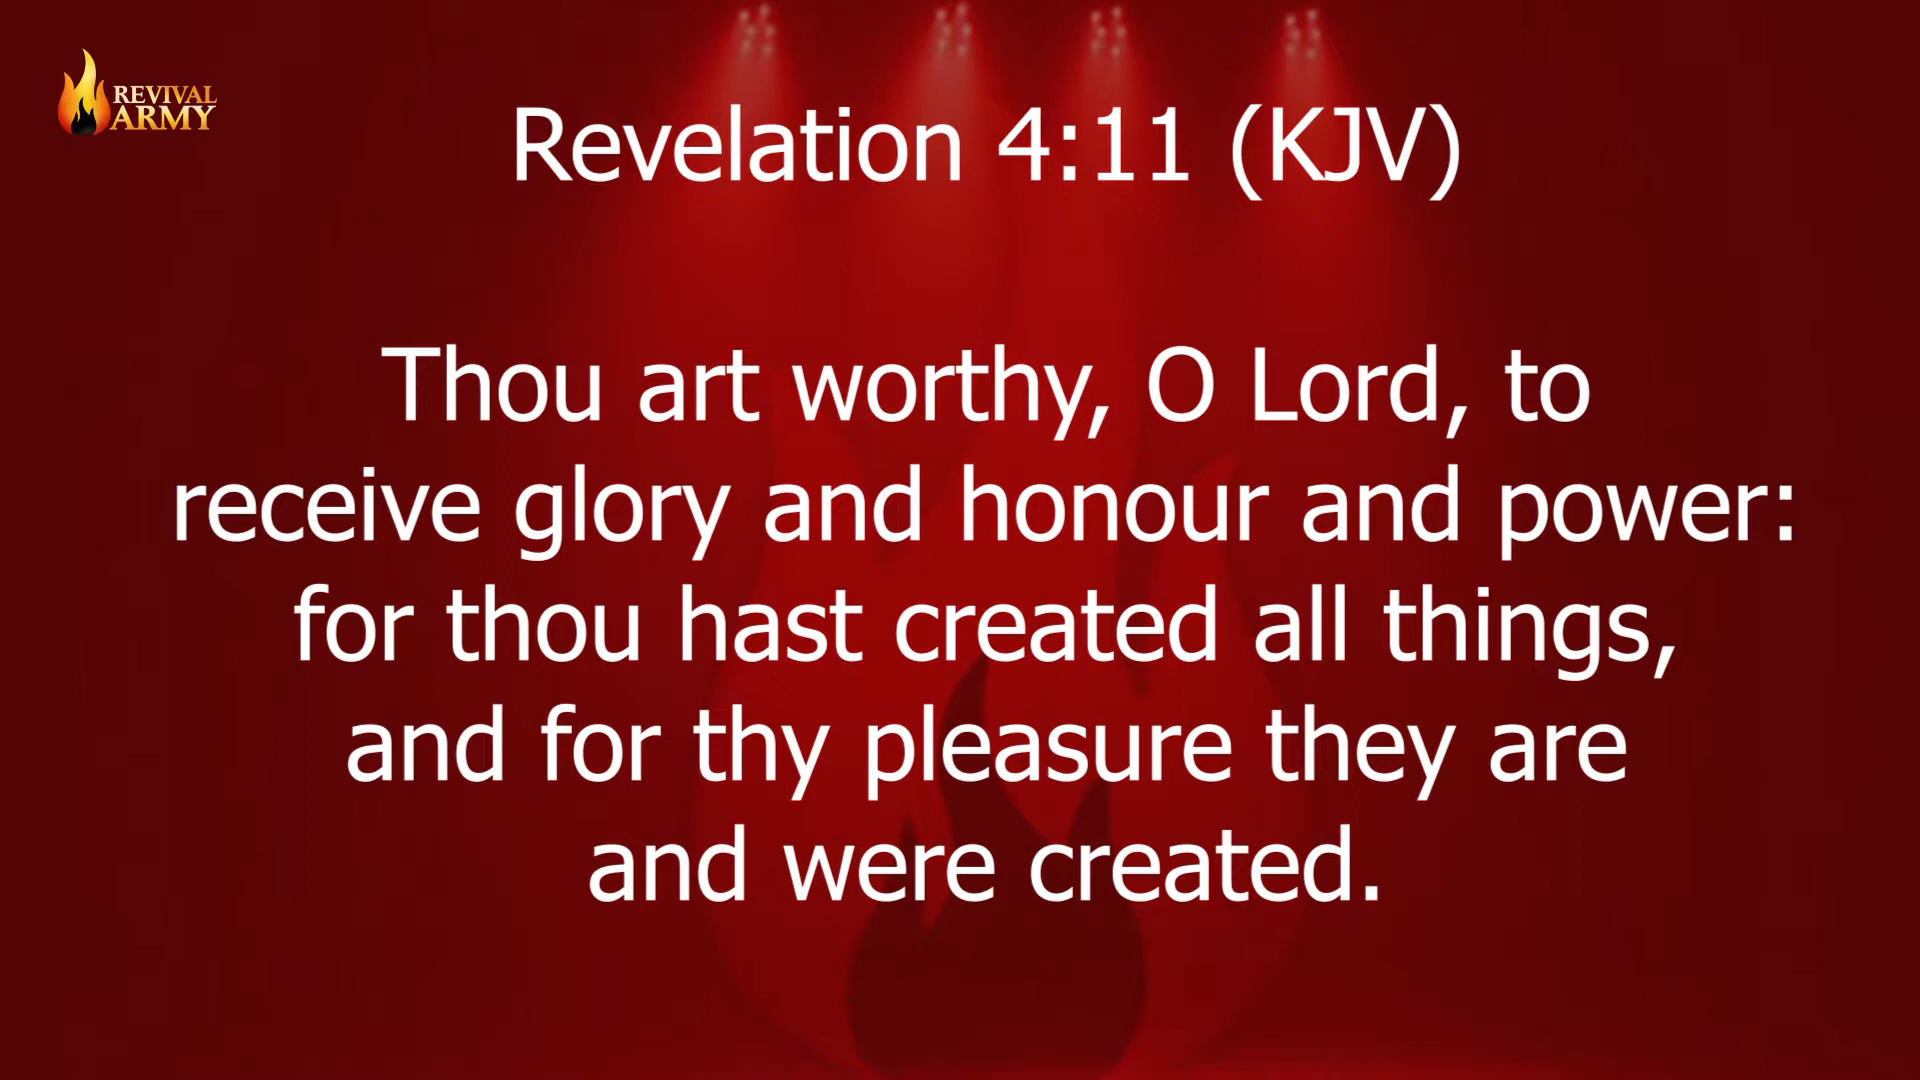 REVIVAL
ARMY
Revelation 4:11 (KJV)
Thou art worthy, O Lord, to
receive glory and honour and power:
for thou hast created all things,
and for thy pleasure they are
and were created.